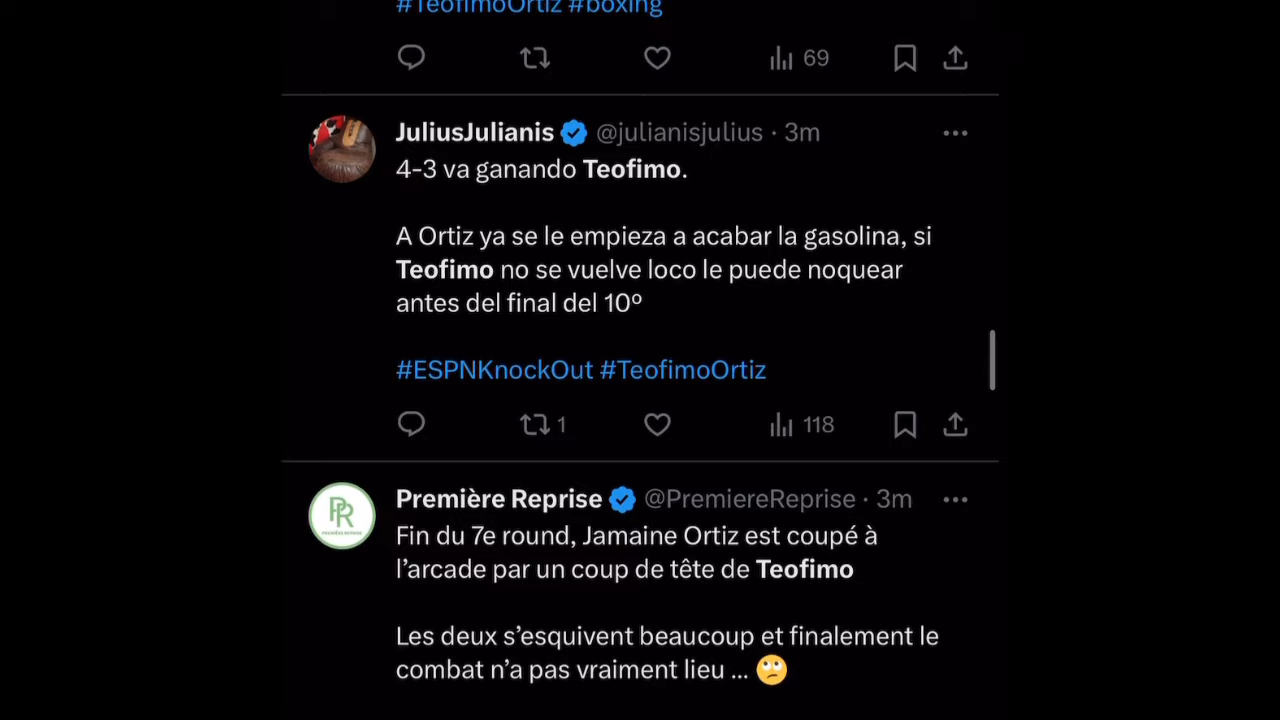 #TeofimoOrtiz #boxing
69
JuliusJulianis @julianisjulius · 3m
4-3 va ganando Teofimo.
A Ortiz ya se le empieza a acabar la gasolina, si
Teofimo no se vuelve loco le puede noquear
antes del final del 10º
#ESPNKnockOut #TeofimoOrtiz
1 118
PR
PREMIÈRE REPRISE
Première Reprise @PremiereReprise · 3m
Fin du 7e round, Jamaine Ortiz est coupé à
l’arcade par un coup de tête de Teofimo
Les deux s’esquivent beaucoup et finalement le
combat n’a pas vraiment lieu ... 🙄